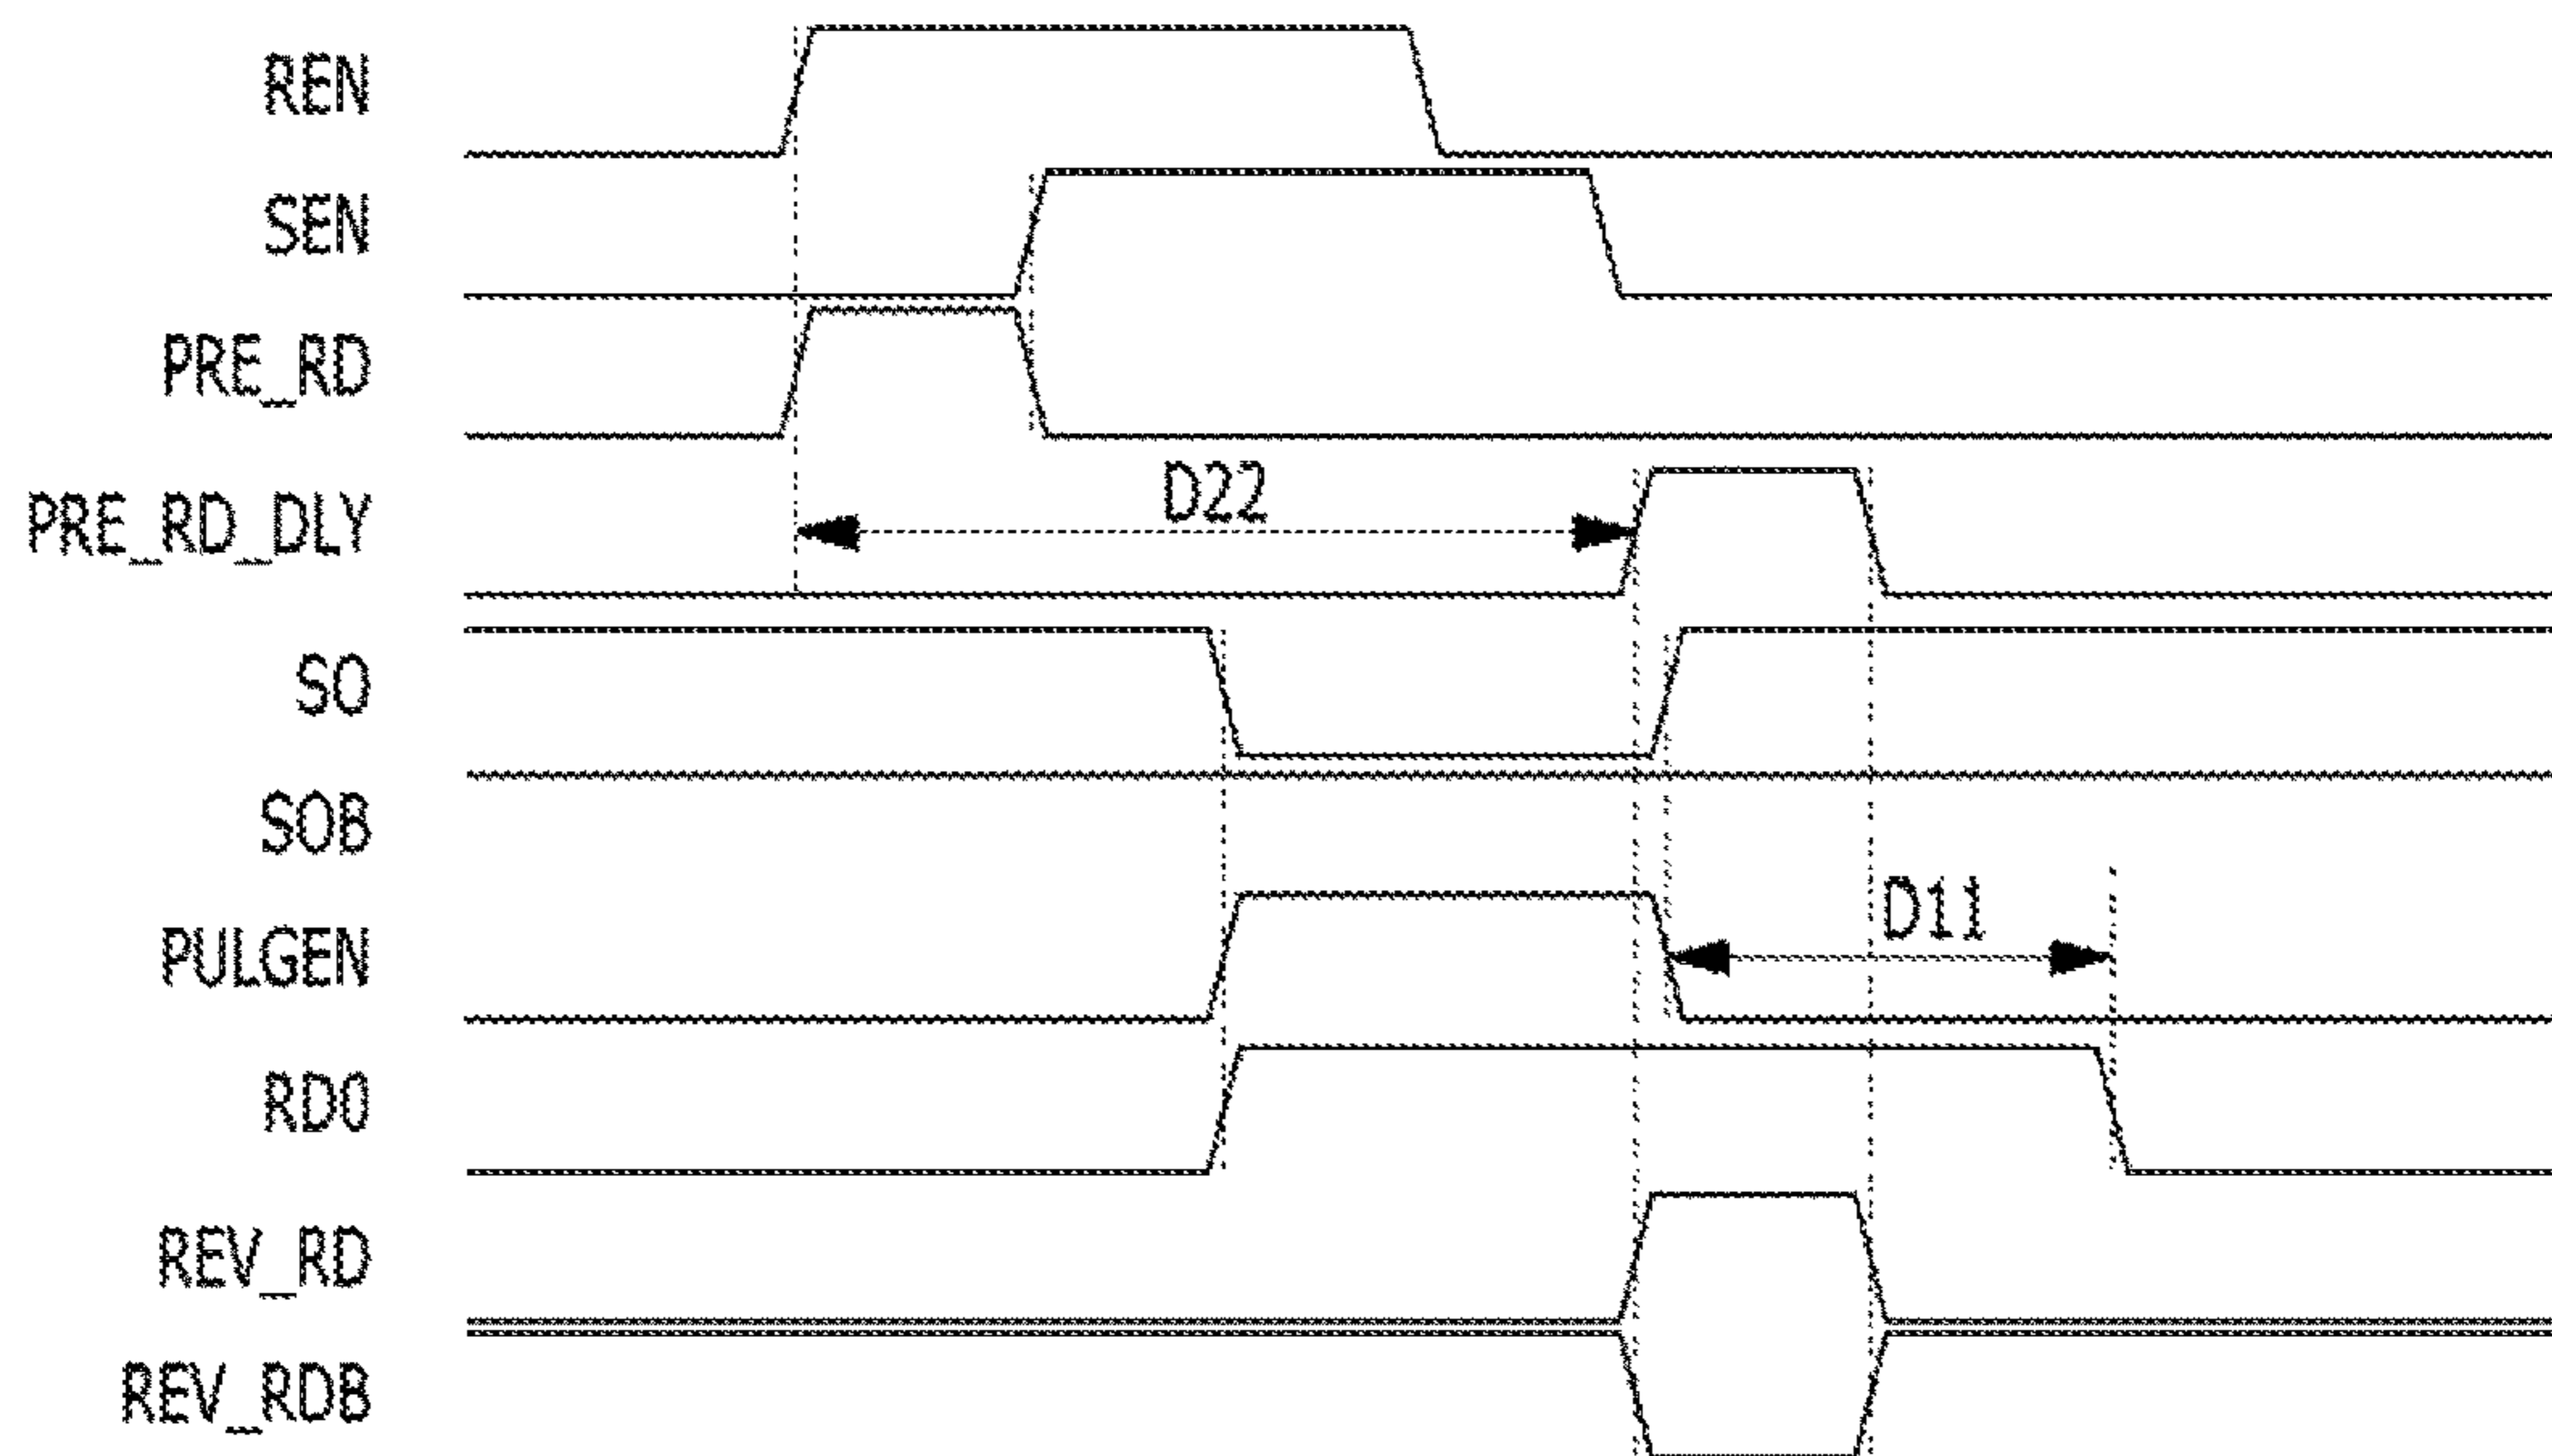 REN
SEN
PRE_RD
PRE_RD_DLY
D22
SO
SOB
PULGEN
D11
RD0
REV_RD
REV_RDB